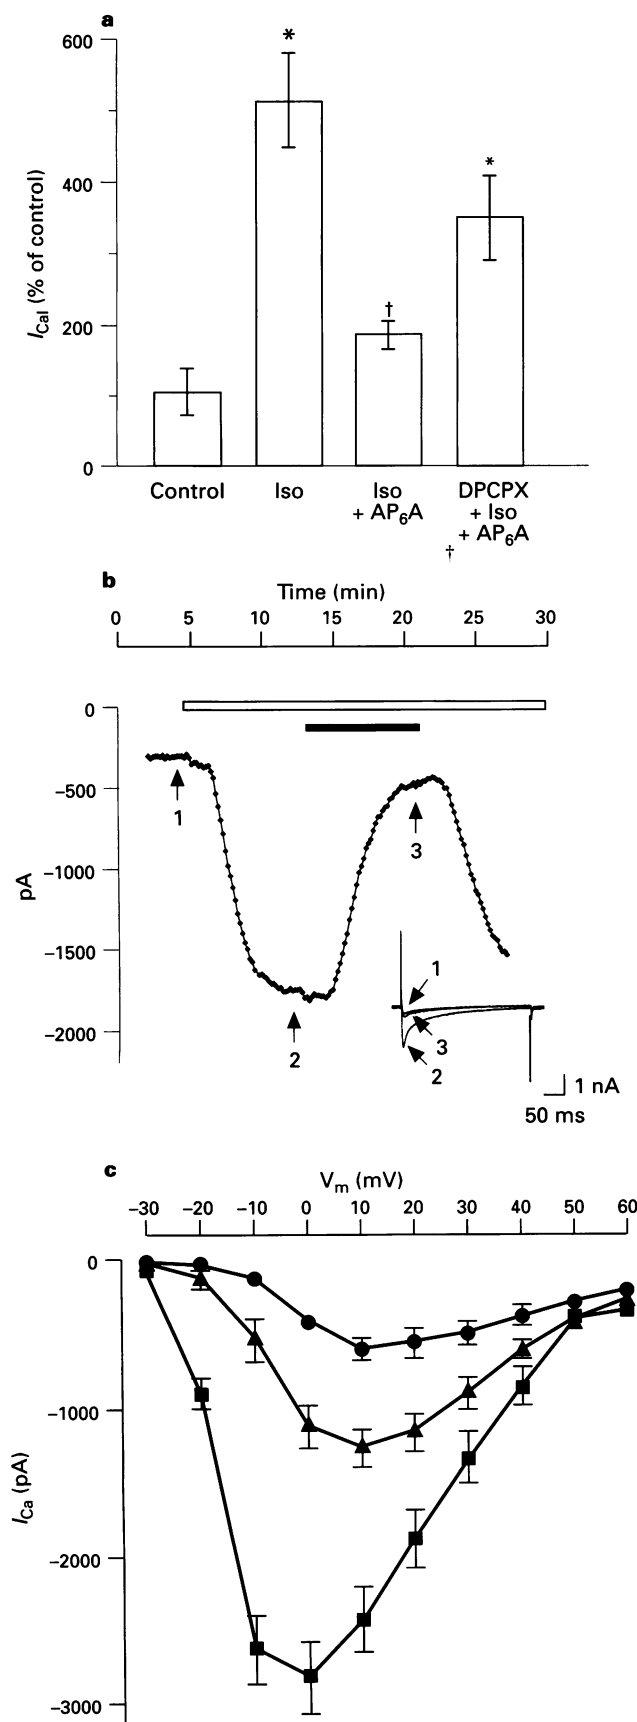 a
600
400
200
0
I_Cal (% of control)
*
†
*
Control
Iso
Iso
+ AP₆A
DPCPX
+ Iso
+ AP₆A
†
b
Time (min)
0 5 10 15 20 25 30
0
−500
−1000
−1500
−2000
pA
1
2
3
1
3
2
1 nA
50 ms
c
Vₘ (mV)
−30 −20 −10 0 10 20 30 40 50 60
0
−1000
−2000
−3000
I_Ca (pA)